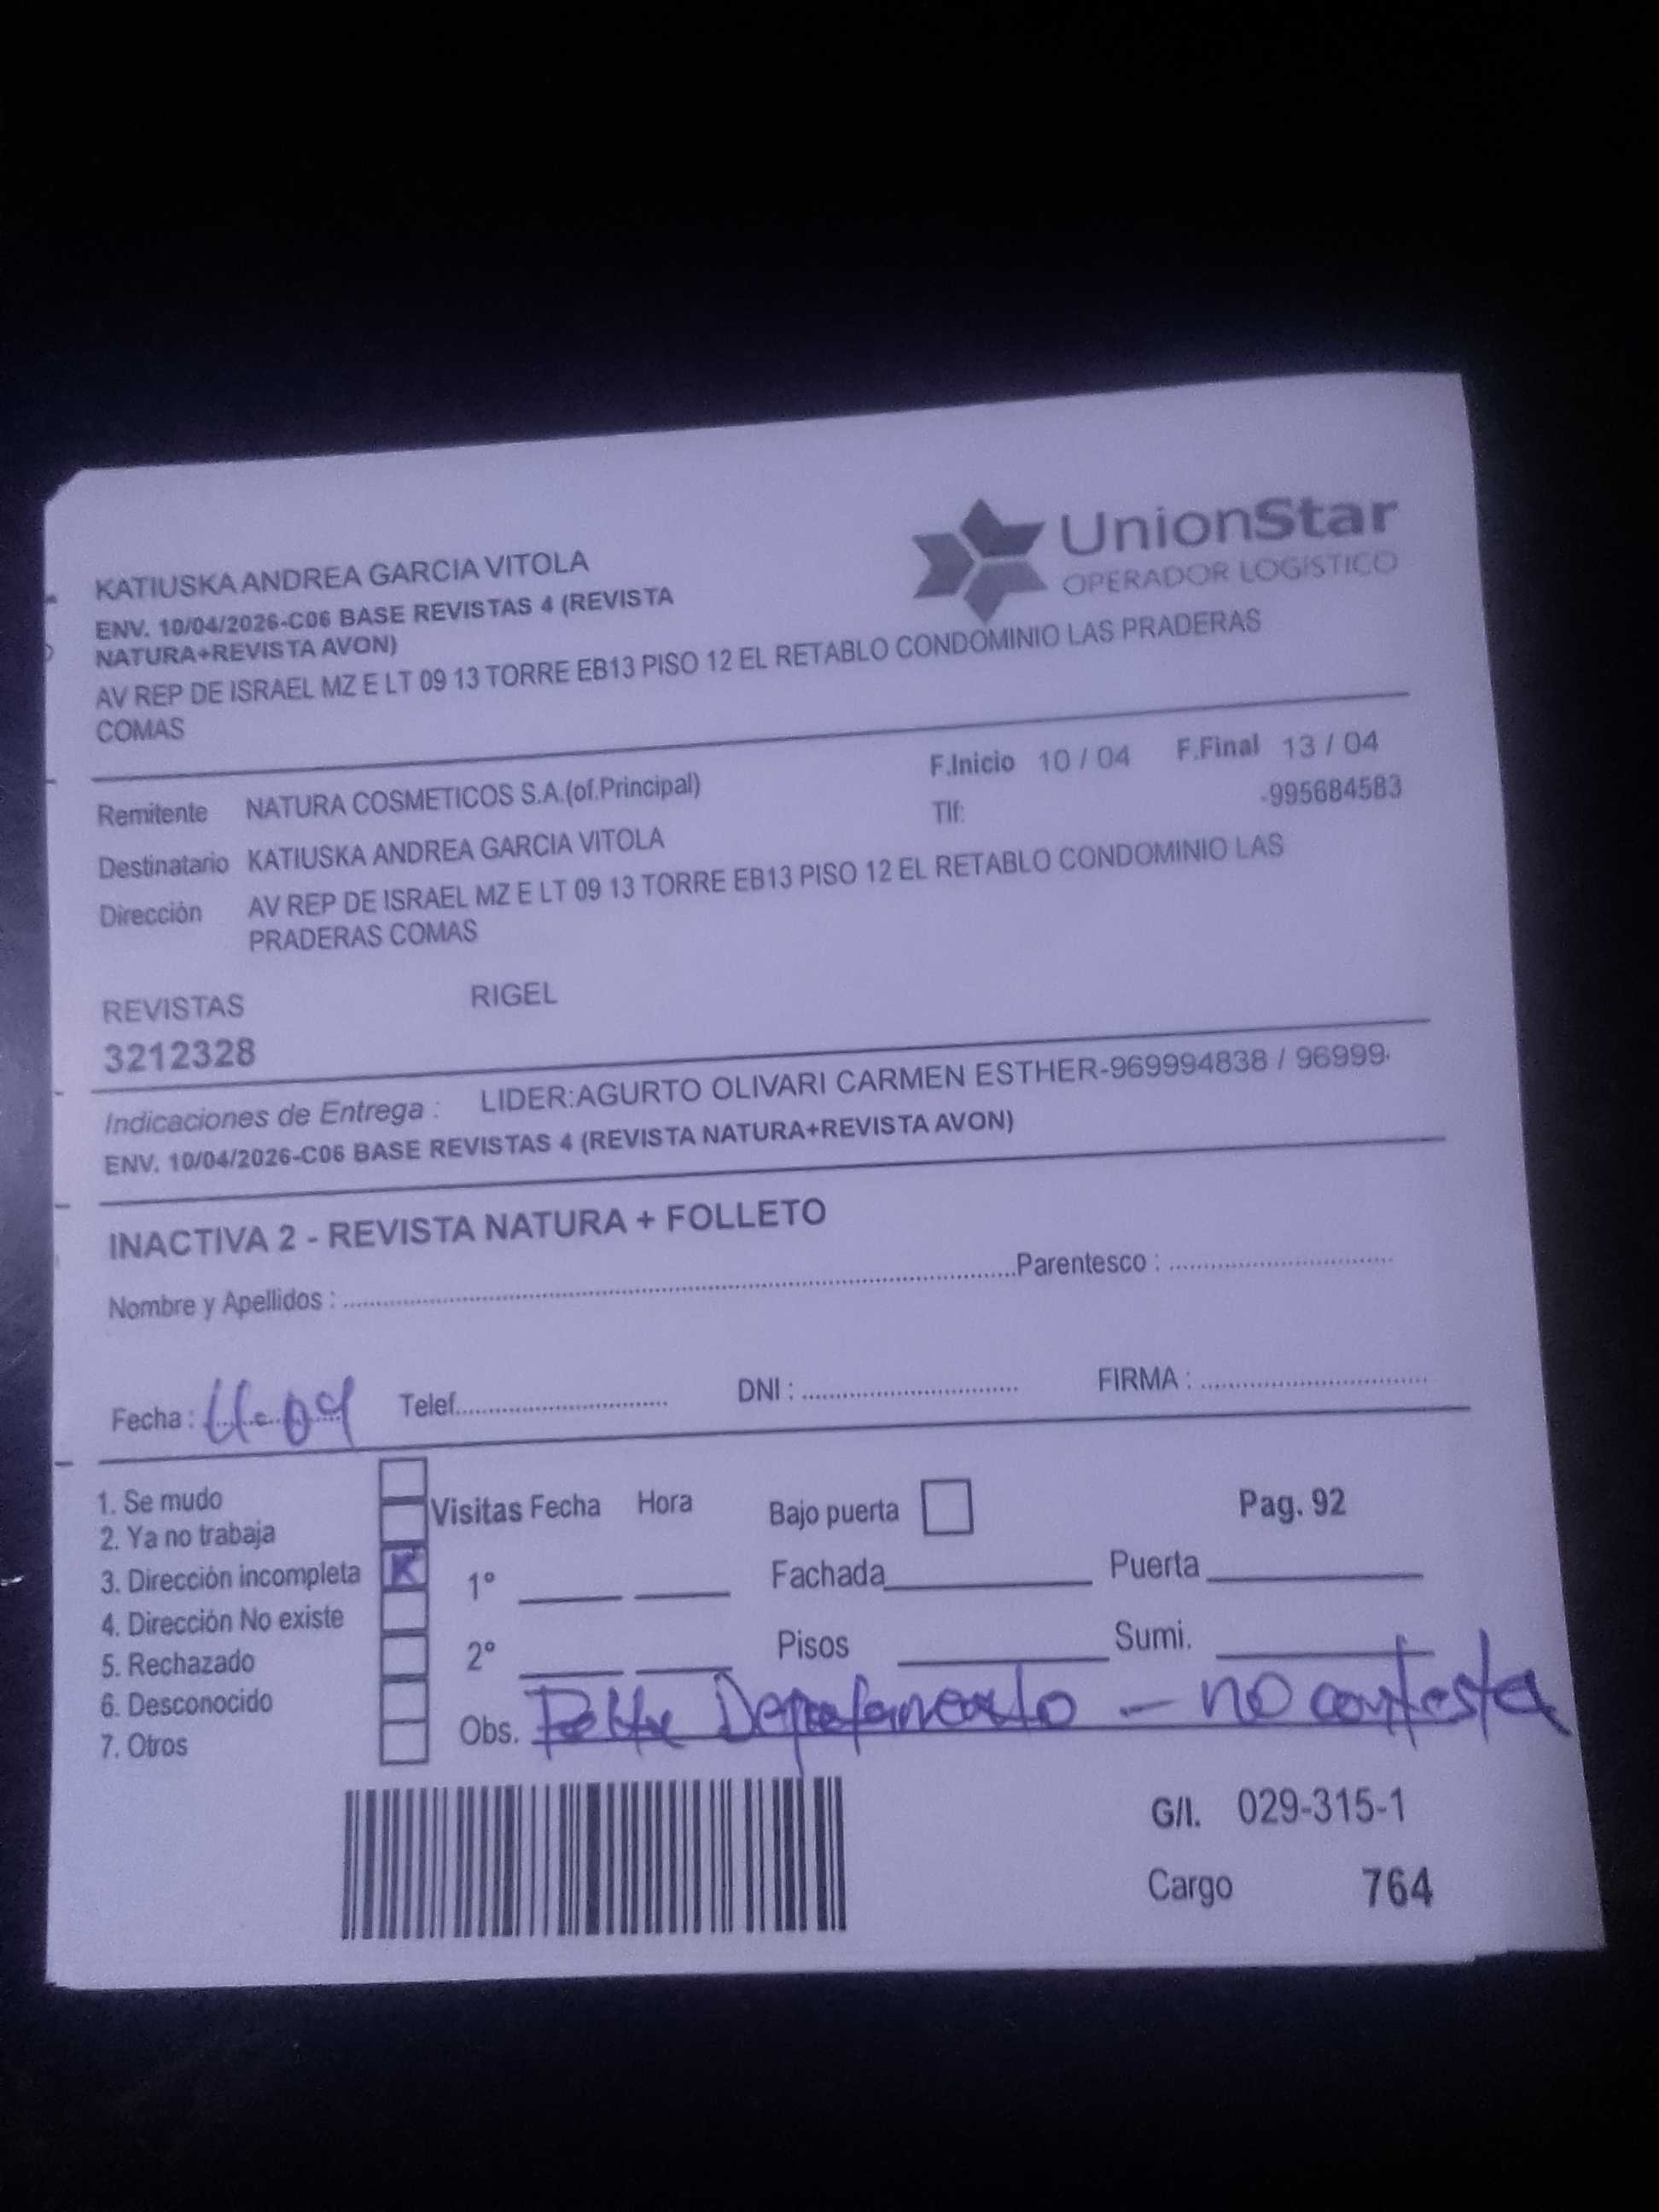 UnionStar
OPERADOR LOGÍSTICO
KATIUSKA ANDREA GARCIA VITOLA
ENV. 10/04/2026-C06 BASE REVISTAS 4 (REVISTA
NATURA+REVISTA AVON)
AV REP DE ISRAEL MZ E LT 09 13 TORRE EB13 PISO 12 EL RETABLO CONDOMINIO LAS PRADERAS
COMAS
F.Inicio 10 / 04 F.Final 13 / 04
Remitente NATURA COSMETICOS S.A.(of.Principal)
Tlf: -995684583
Destinatario KATIUSKA ANDREA GARCIA VITOLA
Dirección AV REP DE ISRAEL MZ E LT 09 13 TORRE EB13 PISO 12 EL RETABLO CONDOMINIO LAS
PRADERAS COMAS
REVISTAS RIGEL
3212328
Indicaciones de Entrega : LIDER:AGURTO OLIVARI CARMEN ESTHER-969994838 / 96999
ENV. 10/04/2026-C06 BASE REVISTAS 4 (REVISTA NATURA+REVISTA AVON)
INACTIVA 2 - REVISTA NATURA + FOLLETO
Nombre y Apellidos : Parentesco :
Fecha : Telef. DNI : FIRMA :
1. Se mudo
2. Ya no trabaja
3. Dirección incompleta X
4. Dirección No existe
5. Rechazado
6. Desconocido
7. Otros
Visitas Fecha Hora Bajo puerta Pag. 92
1° Fachada Puerta
2° Pisos Sumi.
Obs. Departamento - no contesta
G/I. 029-315-1
Cargo 764